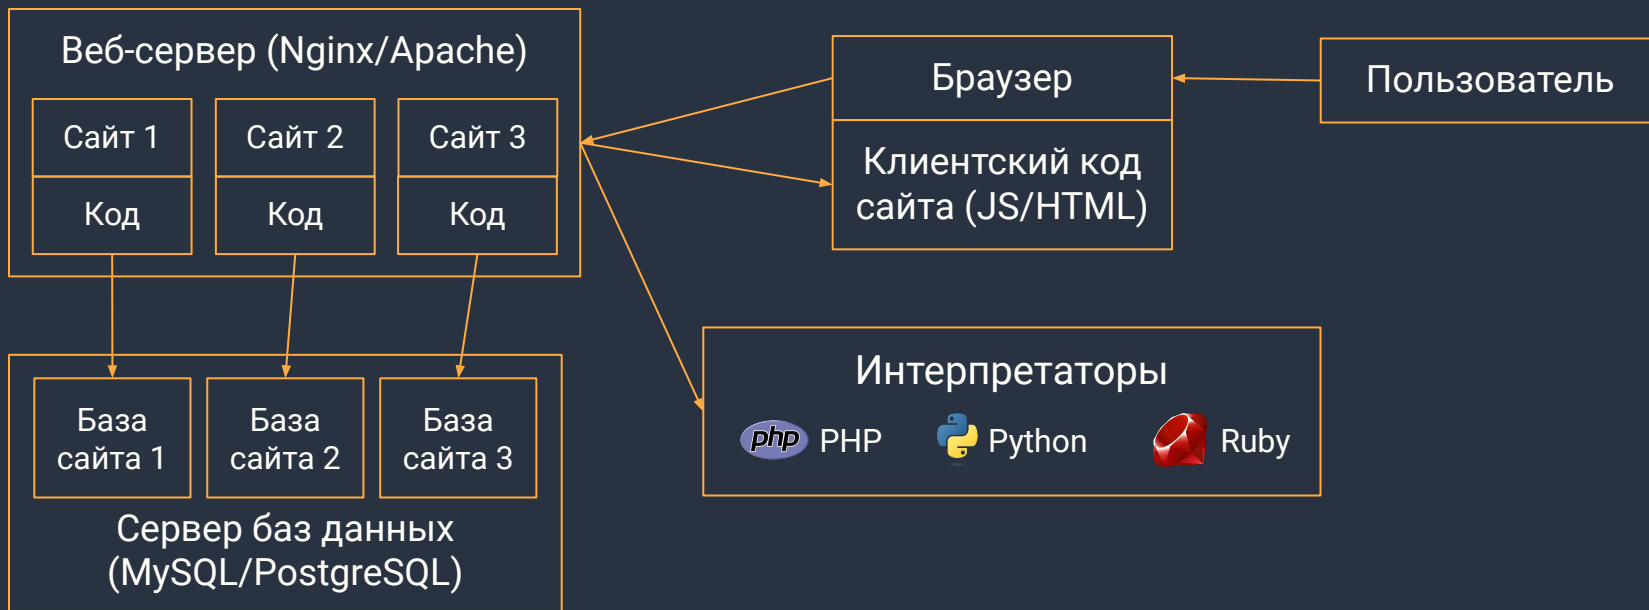 Веб-сервер (Nginx/Apache)
Сайт 1
Сайт 2
Сайт 3
Код
Код
Код
Браузер
Клиентский код
сайта (JS/HTML)
Пользователь
База
сайта 1
База
сайта 2
База
сайта 3
Сервер баз данных
(MySQL/PostgreSQL)
Интерпретаторы
php PHP
Python
Ruby